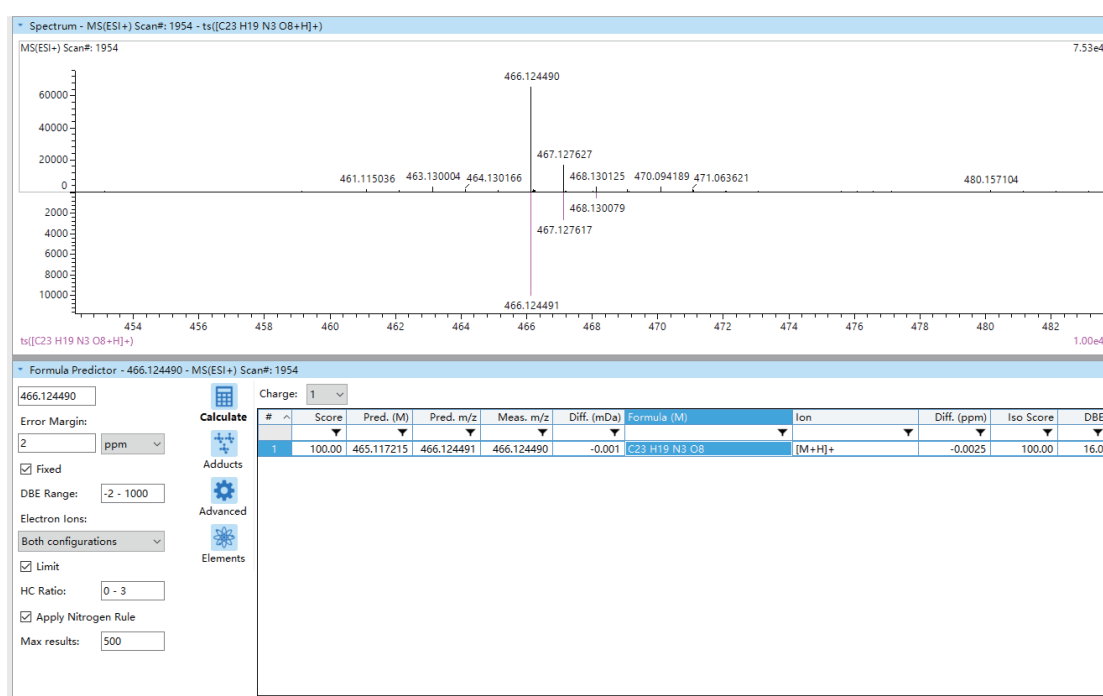 Spectrum - MS(ESI+) Scan#: 1954 - ts([C23 H19 N3 O8+H]+)
MS(ESI+) Scan#: 1954 7.53e4
466.124490
60000
40000
20000
0
467.127627
461.115036 463.130004 464.130166 468.130125 470.094189 471.063621 480.157104
468.130079
467.127617
2000
4000
6000
8000
10000
466.124491
454 456 458 460 462 464 466 468 470 472 474 476 478 480 482
ts([C23 H19 N3 O8+H]+) 1.00e4
Formula Predictor - 466.124490 - MS(ESI+) Scan#: 1954
466.124490
Error Margin:
2 ppm
Fixed
DBE Range: -2 - 1000
Electron Ions:
Both configurations
Limit
HC Ratio: 0 - 3
Apply Nitrogen Rule
Max results: 500
Calculate
Adducts
Advanced
Elements
Charge: 1
# Score Pred. (M) Pred. m/z Meas. m/z Diff. (mDa) Formula (M) Ion Diff. (ppm) Iso Score DBE
1 100.00 465.117215 466.124491 466.124490 -0.001 C23 H19 N3 O8 [M+H]+ -0.0025 100.00 16.0